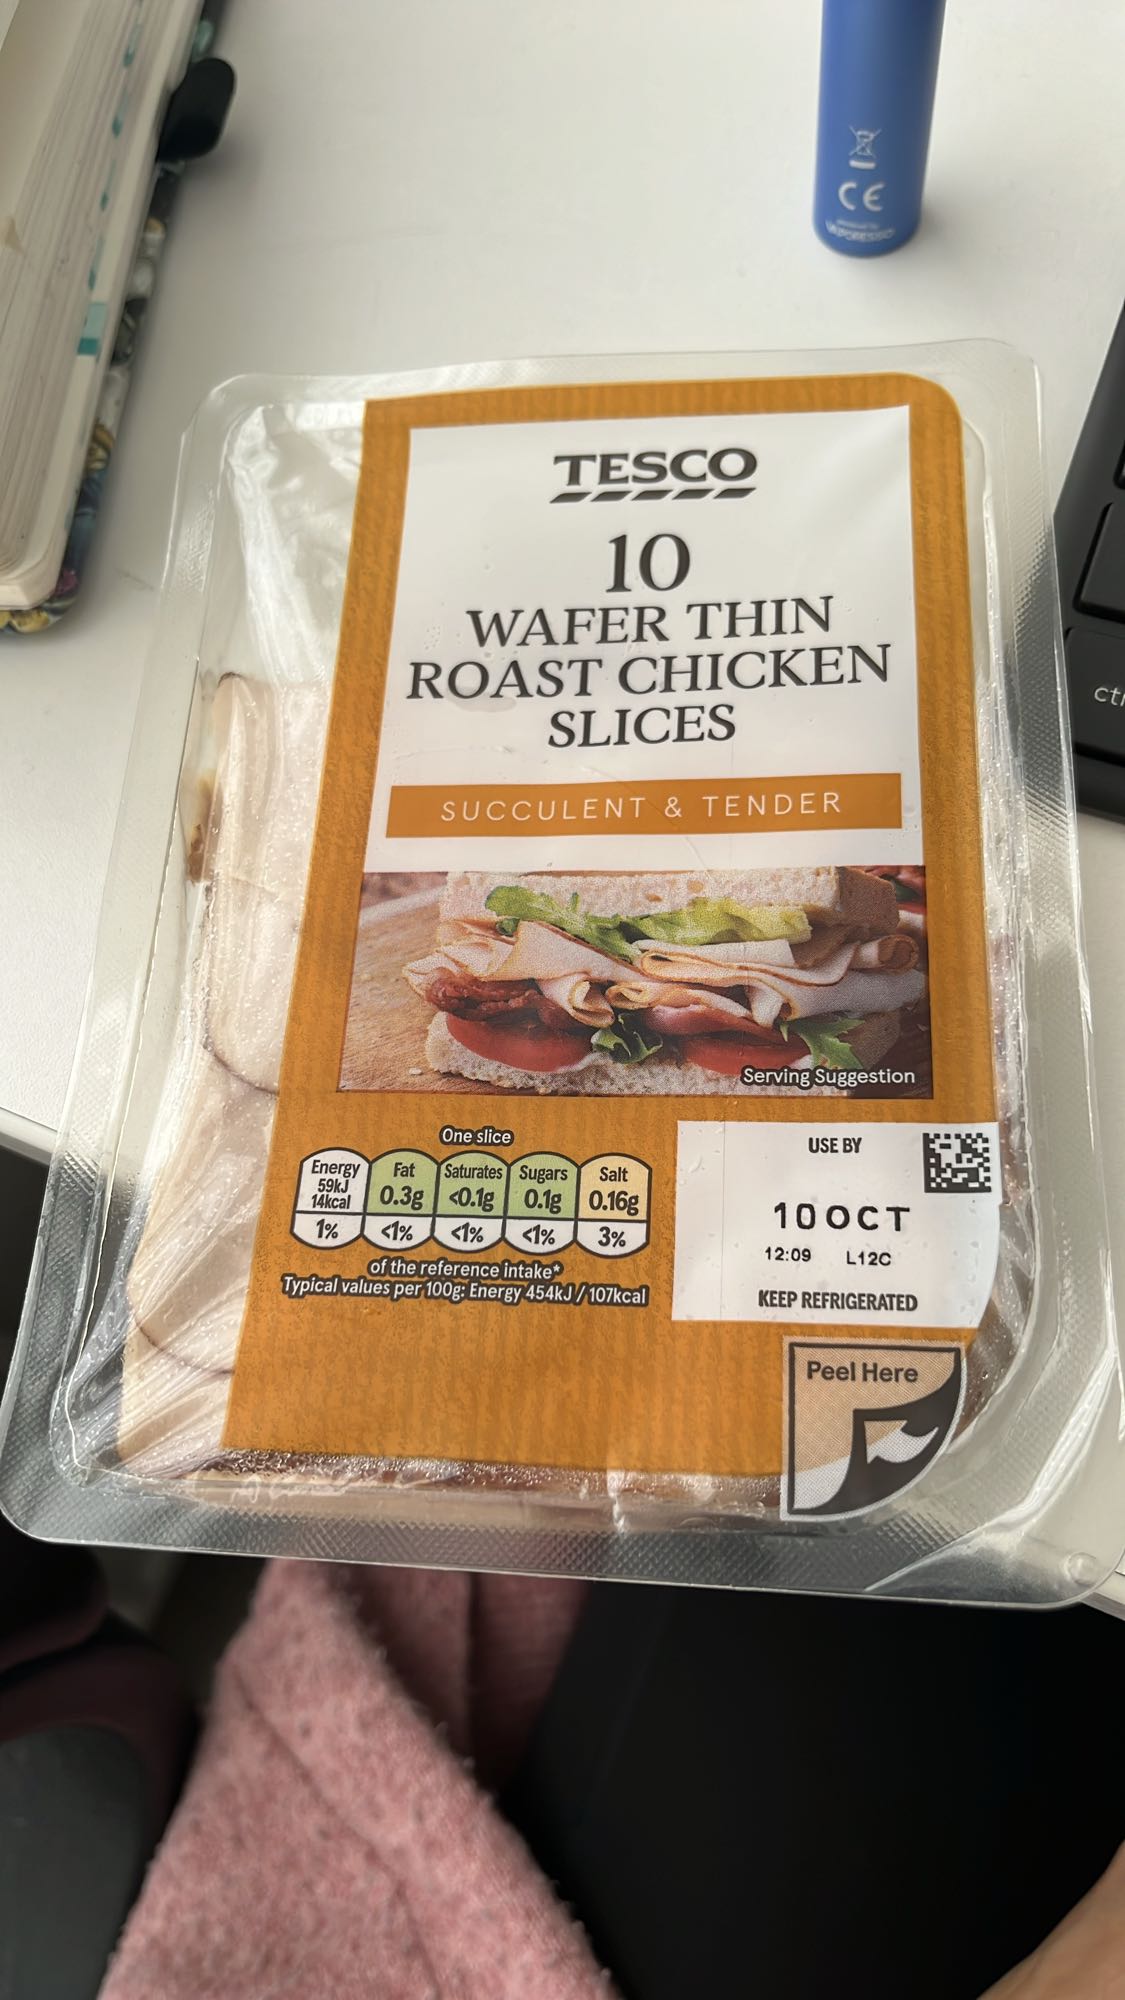 CE
VAPORESSO
TESCO
10
WAFER THIN
ROAST CHICKEN
SLICES
SUCCULENT & TENDER
Serving Suggestion
One slice
Energy
59kJ
14kcal
1%
Fat
0.3g
<1%
Saturates
<0.1g
<1%
Sugars
0.1g
<1%
Salt
0.16g
3%
of the reference intake*
Typical values per 100g: Energy 454kJ / 107kcal
USE BY
10 OCT
12:09 L12C
KEEP REFRIGERATED
Peel Here